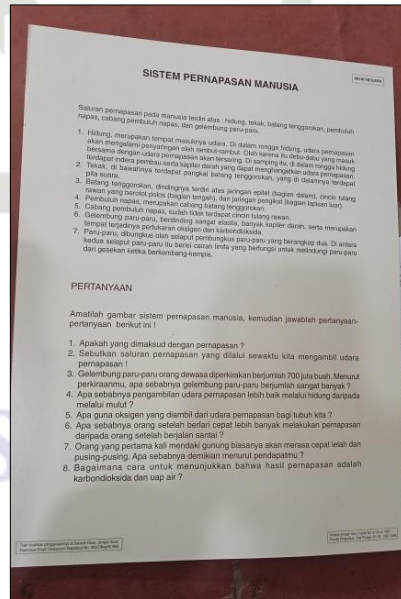 SISTEM PERNAPASAN MANUSIA
MILIK NEGARA
Saluran pernapasan pada manusia terdiri atas : hidung, tekak, batang tenggorokan, pembuluh
napas, cabang pembuluh napas, dan gelembung paru-paru.
1. Hidung, merupakan tempat masuknya udara. Di dalam rongga hidung, udara pernapasan
akan mengalami penyaringan oleh rambut-rambut. Oleh karena itu debu-debu yang masuk
bersama dengan udara pernapasan akan tersaring. Di samping itu, di dalam rongga hidung
terdapat indera pembau serta kapiler darah yang dapat menghangatkan udara pernapasan.
2. Tekak, di bawahnya terdapat pangkal batang tenggorokan, yang di dalamnya terdapat
pita suara.
3. Batang tenggorokan, dindingnya terdiri atas jaringan epitel (bagian dalam), cincin tulang
rawan yang berotot polos (bagian tengah), dan jaringan pengikat (bagian lapisan luar).
4. Pembuluh napas, merupakan cabang batang tenggorokan.
5. Cabang pembuluh napas, sudah tidak terdapat cincin tulang rawan.
6. Gelembung paru-paru, berdinding sangat elastis, banyak kapiler darah, serta merupakan
tempat terjadinya pertukaran oksigen dan karbondioksida.
7. Paru-paru, dibungkus oleh selaput pembungkus paru-paru yang berangkap dua. Di antara
kedua selaput paru-paru itu berisi cairan limfa yang berfungsi untuk melindungi paru-paru
dari gesekan ketika berkembang-kempis.
PERTANYAAN
Amatilah gambar sistem pernapasan manusia, kemudian jawablah pertanyaan-
pertanyaan berikut ini !
1. Apakah yang dimaksud dengan pernapasan ?
2. Sebutkan saluran pernapasan yang dilalui sewaktu kita mengambil udara
pernapasan !
3. Gelembung paru-paru orang dewasa diperkirakan berjumlah 700 juta buah. Menurut
perkiraanmu, apa sebabnya gelembung paru-paru berjumlah sangat banyak ?
4. Apa sebabnya pengambilan udara pernapasan lebih baik melalui hidung daripada
melalui mulut ?
5. Apa guna oksigen yang diambil dari udara pernapasan bagi tubuh kita ?
6. Apa sebabnya orang setelah berlari cepat lebih banyak melakukan pernapasan
daripada orang setelah berjalan santai ?
7. Orang yang pertama kali mendaki gunung biasanya akan merasa cepat lelah dan
pusing-pusing. Apa sebabnya demikian menurut pendapatmu ?
8. Bagaimana cara untuk menunjukkan bahwa hasil pernapasan adalah
karbondioksida dan uap air ?